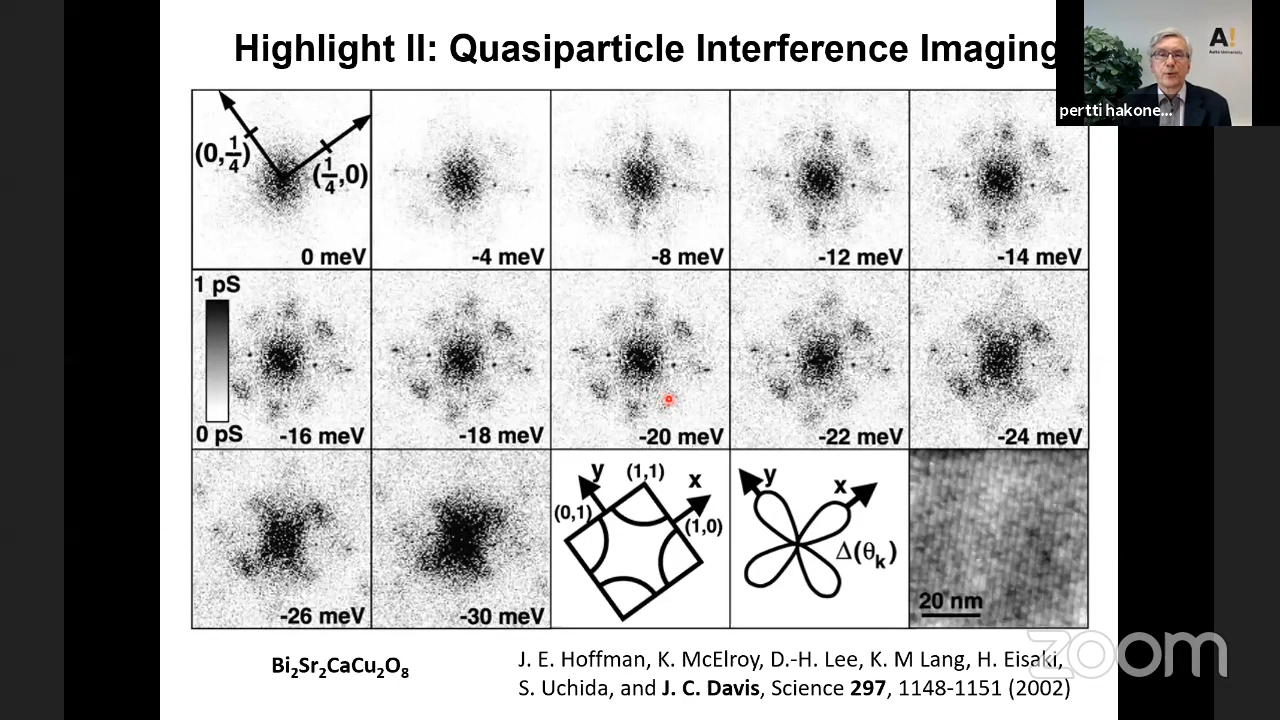 Highlight II: Quasiparticle Interference Imaging
A!
Aalto University
pertti hakone...
(0,1/4)
(1/4,0)
0 meV
-4 meV
-8 meV
-12 meV
-14 meV
1 pS
0 pS
-16 meV
-18 meV
-20 meV
-22 meV
-24 meV
-26 meV
-30 meV
y
(1,1)
x
(0,1)
(1,0)
y
x
Δ(θₖ)
20 nm
zoom
Bi₂Sr₂CaCu₂O₈
J. E. Hoffman, K. McElroy, D.-H. Lee, K. M Lang, H. Eisaki,
S. Uchida, and J. C. Davis, Science 297, 1148-1151 (2002)